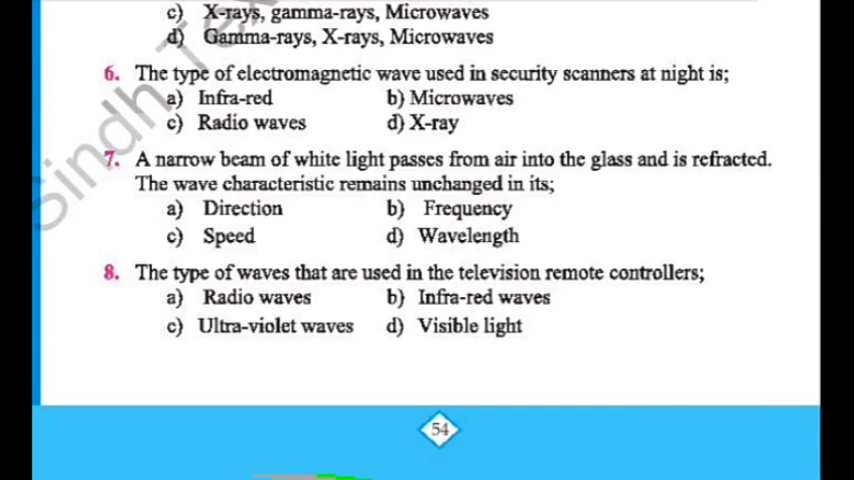 c) X-rays, gamma-rays, Microwaves
d) Gamma-rays, X-rays, Microwaves
6. The type of electromagnetic wave used in security scanners at night is;
a) Infra-red b) Microwaves
c) Radio waves d) X-ray
7. A narrow beam of white light passes from air into the glass and is refracted.
The wave characteristic remains unchanged in its;
a) Direction b) Frequency
c) Speed d) Wavelength
8. The type of waves that are used in the television remote controllers;
a) Radio waves b) Infra-red waves
c) Ultra-violet waves d) Visible light
54
Sindh